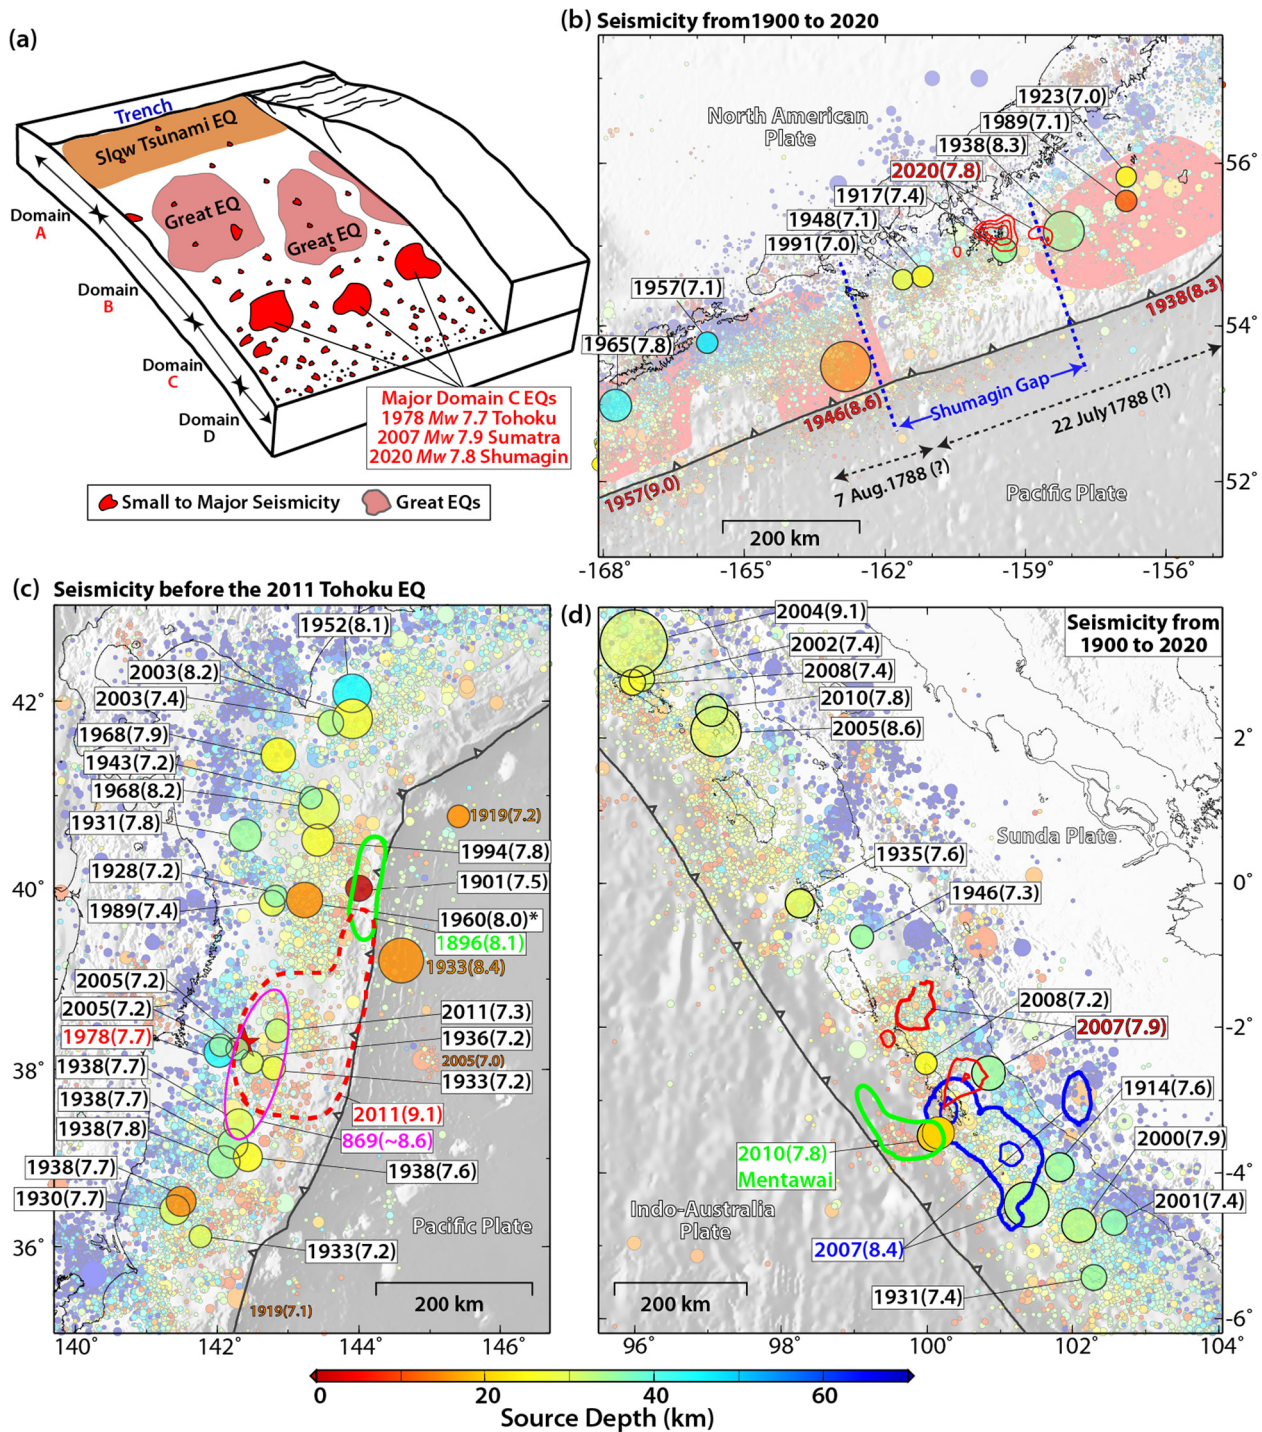 (a)
Trench
Slow Tsunami EQ
Great EQ
Great EQ
Domain
A
Domain
B
Domain
C
Domain
D
Major Domain C EQs
1978 Mw 7.7 Tohoku
2007 Mw 7.9 Sumatra
2020 Mw 7.8 Shumagin
Small to Major Seismicity
Great EQs
(b) Seismicity from1900 to 2020
North American
Plate
1923(7.0)
1989(7.1)
1938(8.3)
2020(7.8)
1917(7.4)
1948(7.1)
1991(7.0)
1957(7.1)
1965(7.8)
1938(8.3)
1946(8.6)
1957(9.0)
Shumagin Gap
22 July1788 (?)
7 Aug.1788 (?)
Pacific Plate
200 km
56°
54°
52°
-168 -165 -162 -159 -156
(c) Seismicity before the 2011 Tohoku EQ
1952(8.1)
2003(8.2)
2003(7.4)
1968(7.9)
1943(7.2)
1968(8.2)
1931(7.8)
1919(7.2)
1994(7.8)
1928(7.2)
1901(7.5)
1989(7.4)
1960(8.0)*
1896(8.1)
1933(8.4)
2005(7.2)
2005(7.2)
2011(7.3)
1978(7.7)
1936(7.2)
2005(7.0)
1938(7.7)
1933(7.2)
1938(7.7)
2011(9.1)
1938(7.8)
869(~8.6)
1938(7.7)
1938(7.6)
1930(7.7)
1933(7.2)
Pacific Plate
1919(7.1)
200 km
42°
40°
38°
36°
140 142 144 146
(d)
Seismicity from
1900 to 2020
2004(9.1)
2002(7.4)
2008(7.4)
2010(7.8)
2005(8.6)
Sunda Plate
1935(7.6)
1946(7.3)
2008(7.2)
2007(7.9)
1914(7.6)
2000(7.9)
2010(7.8)
Mentawai
2001(7.4)
Indo-Australia
Plate
2007(8.4)
1931(7.4)
200 km
2°
0°
-2°
-4°
-6°
96 98 100 102 104
0 20 40 60
Source Depth (km)